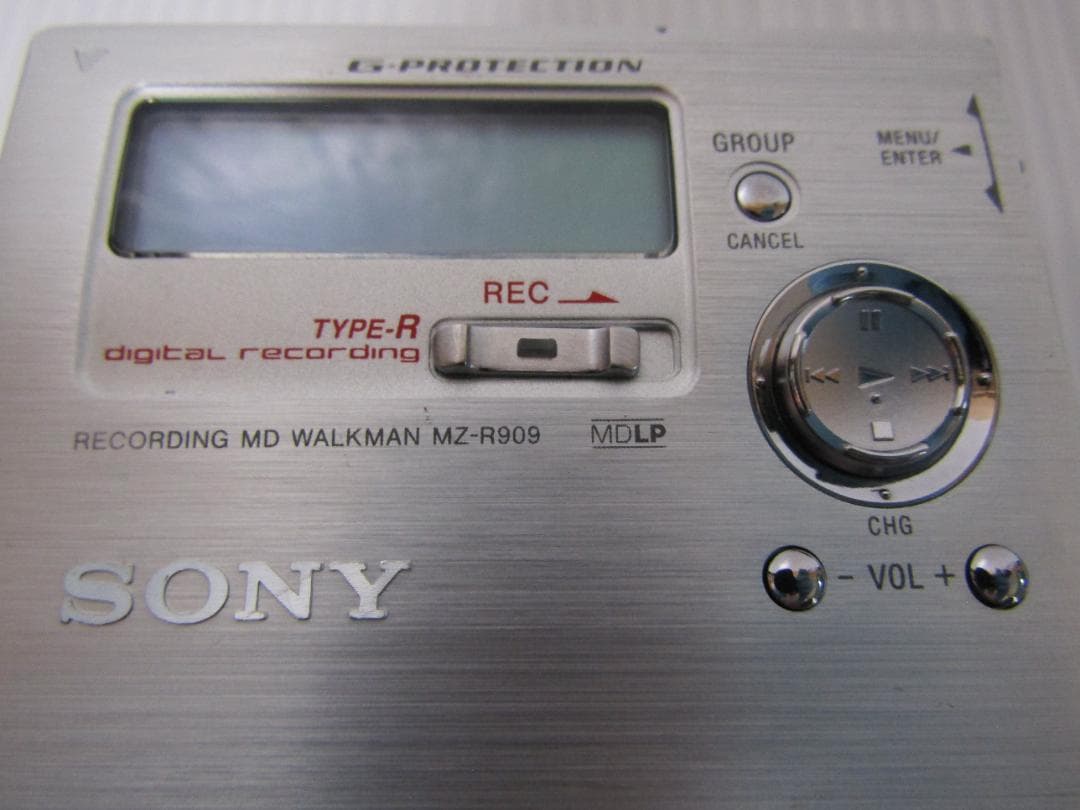 G-PROTECTION
GROUP
CANCEL
MENU/
ENTER
REC
TYPE-R
digital recording
RECORDING MD WALKMAN MZ-R909
MDLP
CHG
- VOL +
SONY